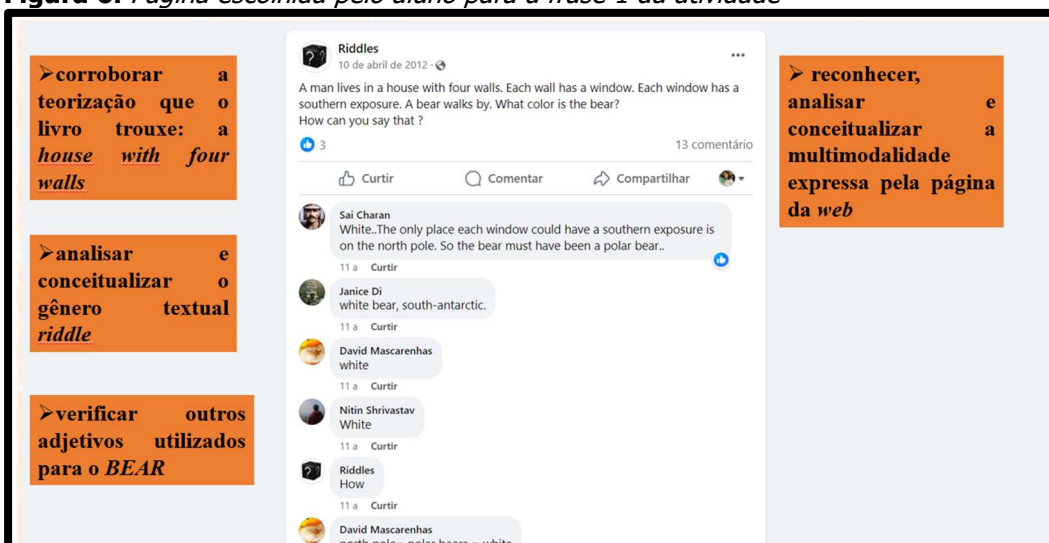 Figura 8. Página escolhida pelo aluno para a frase 1 da atividade
➢corroborar a
teorização que o
livro trouxe: a
house with four
walls
➢analisar e
conceitualizar o
gênero textual
riddle
➢verificar outros
adjetivos utilizados
para o BEAR
Riddles
10 de abril de 2012 ·
A man lives in a house with four walls. Each wall has a window. Each window has a
southern exposure. A bear walks by. What color is the bear?
How can you say that ?
3
13 comentário
Curtir Comentar Compartilhar
Sai Charan
White..The only place each window could have a southern exposure is
on the north pole. So the bear must have been a polar bear..
11 a Curtir
Janice Di
white bear, south-antarctic.
11 a Curtir
David Mascarenhas
white
11 a Curtir
Nitin Shrivastav
White
11 a Curtir
Riddles
How
11 a Curtir
David Mascarenhas
north pole= polar bears = white
➢ reconhecer,
analisar e
conceitualizar a
multimodalidade
expressa pela página
da web